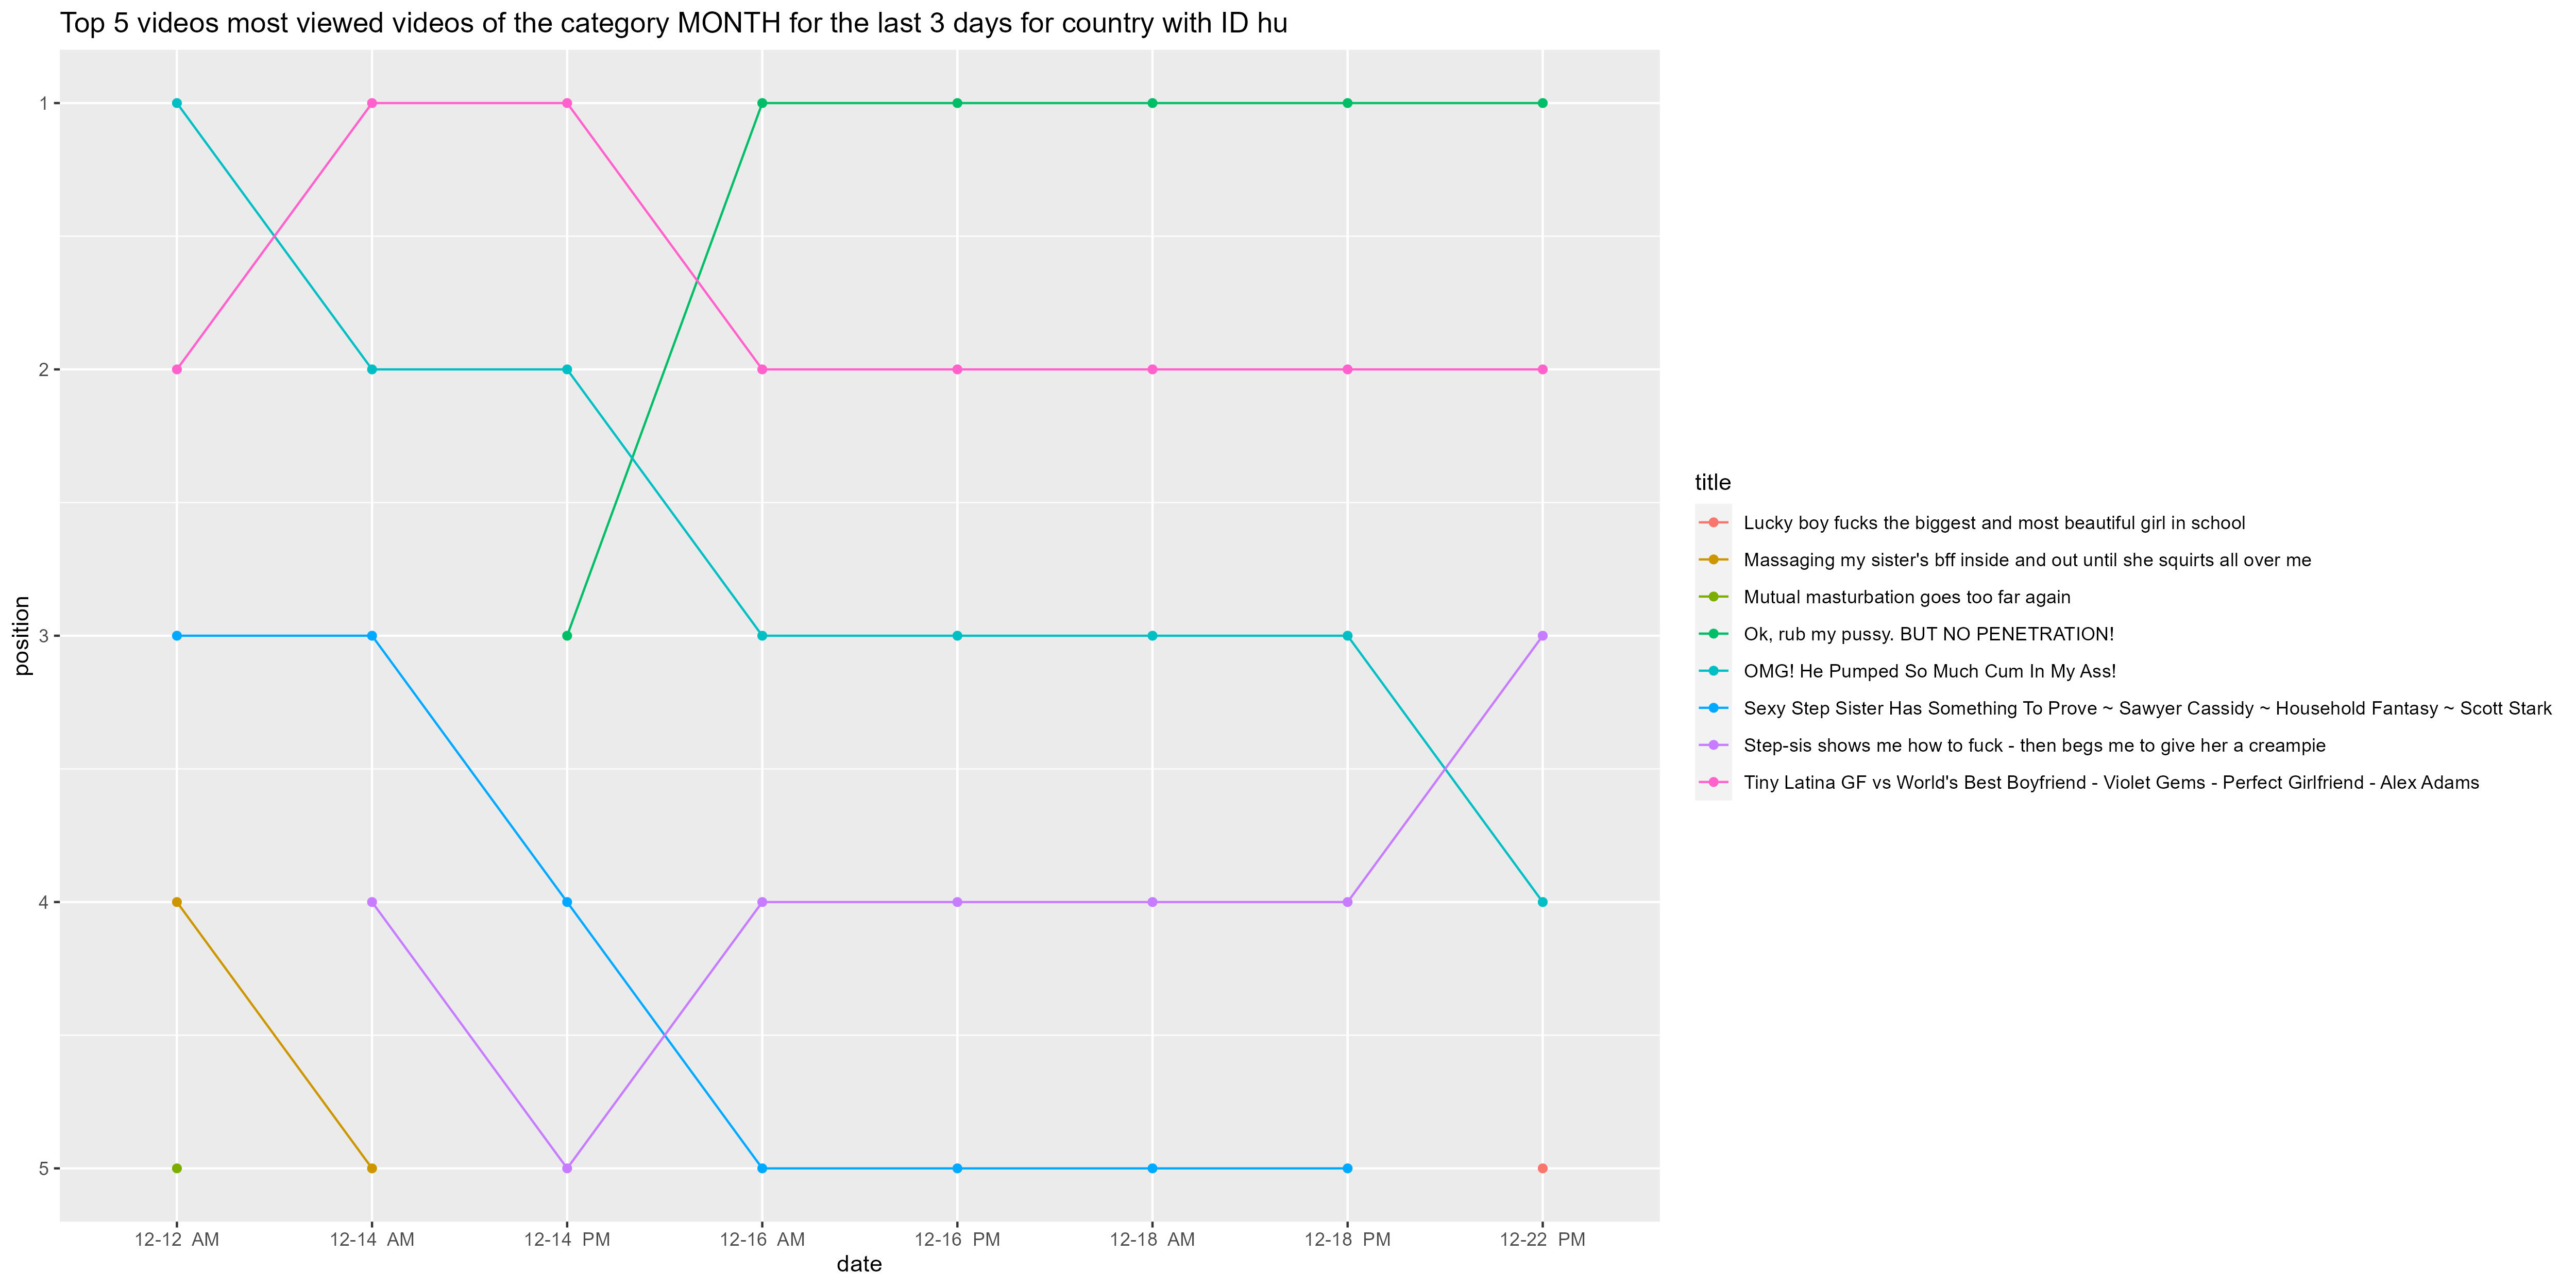 Top 5 videos most viewed videos of the category MONTH for the last 3 days for country with ID hu
1
2
3
4
5
position
12-12 AM
12-14 AM
12-14 PM
12-16 AM
12-16 PM
12-18 AM
12-18 PM
12-22 PM
date
title
Lucky boy fucks the biggest and most beautiful girl in school
Massaging my sister's bff inside and out until she squirts all over me
Mutual masturbation goes too far again
Ok, rub my pussy. BUT NO PENETRATION!
OMG! He Pumped So Much Cum In My Ass!
Sexy Step Sister Has Something To Prove ~ Sawyer Cassidy ~ Household Fantasy ~ Scott Stark
Step-sis shows me how to fuck - then begs me to give her a creampie
Tiny Latina GF vs World's Best Boyfriend - Violet Gems - Perfect Girlfriend - Alex Adams